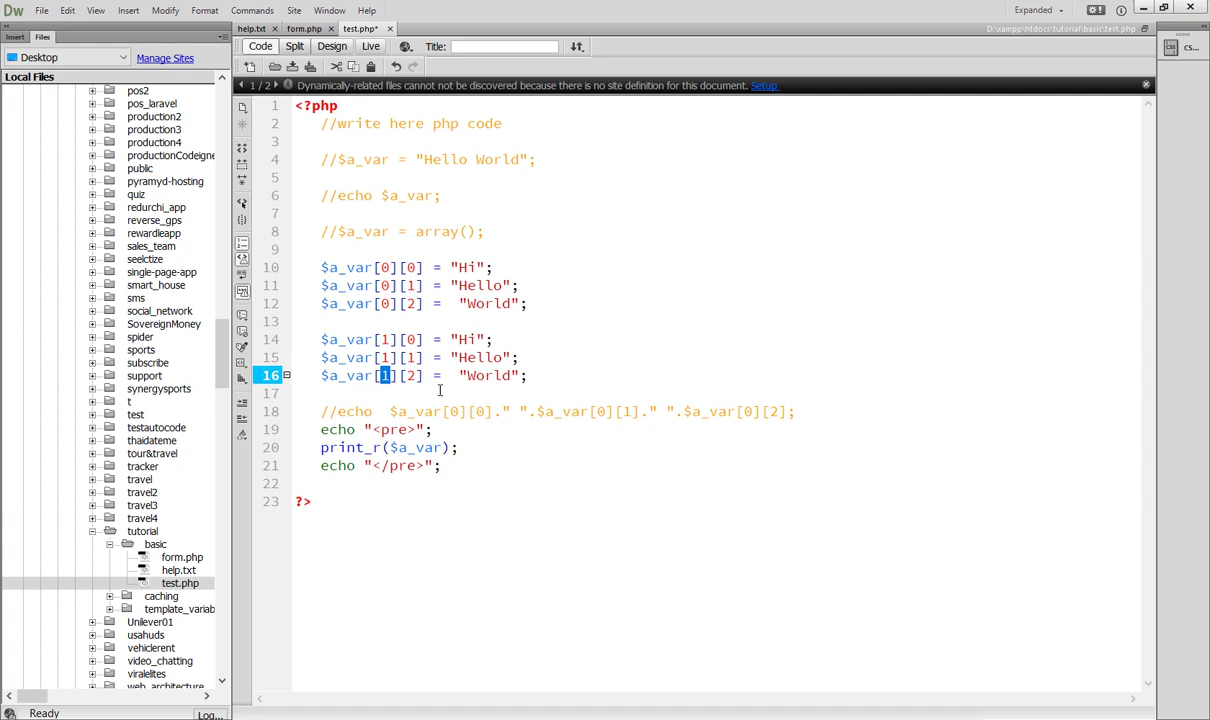 Dw File Edit View Insert Modify Format Commands Site Window Help Expanded
Insert Files help.txt × form.php × test.php* × D:\xampp\htdocs\tutorial\basic\test.php
Code Split Design Live Title:
Desktop Manage Sites
Local Files
1 / 2 Dynamically-related files cannot not be discovered because there is no site definition for this document. Setup
cs...
pos2
pos_laravel
production2
production3
production4
productionCodeigne
public
pyramyd-hosting
quiz
redurchi_app
reverse_gps
rewardleapp
sales_team
seelctize
single-page-app
smart_house
sms
social_network
SovereignMoney
spider
sports
subscribe
support
synergysports
t
test
testautocode
thaidateme
tour&travel
tracker
travel
travel2
travel3
travel4
tutorial
basic
form.php
help.txt
test.php
caching
template_variab
Unilever01
usahuds
vehiclerent
video_chatting
viralelites
web_architecture
1 <?php
2 //write here php code
3
4 //$a_var = "Hello World";
5
6 //echo $a_var;
7
8 //$a_var = array();
9
10 $a_var[0][0] = "Hi";
11 $a_var[0][1] = "Hello";
12 $a_var[0][2] =  "World";
13
14 $a_var[1][0] = "Hi";
15 $a_var[1][1] = "Hello";
16 $a_var[1][2] =  "World";
17
18 //echo  $a_var[0][0]." ".$a_var[0][1]." ".$a_var[0][2];
19 echo "<pre>";
20 print_r($a_var);
21 echo "</pre>";
22
23 ?>
Ready Log...